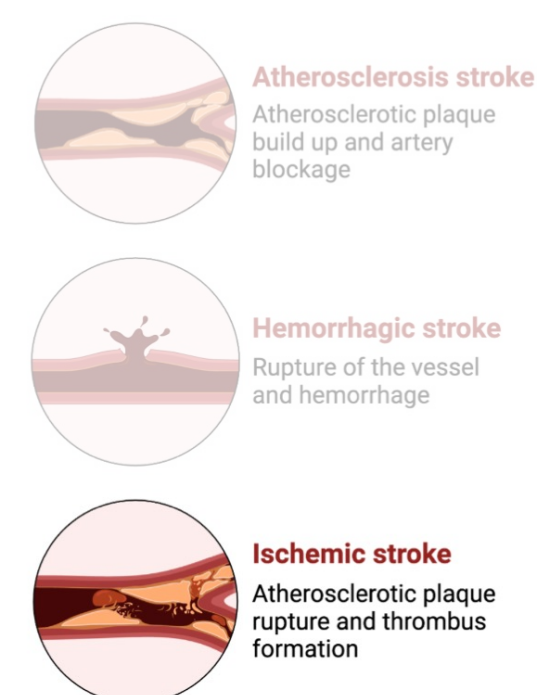 Atherosclerosis stroke
Atherosclerotic plaque
build up and artery
blockage
Hemorrhagic stroke
Rupture of the vessel
and hemorrhage
Ischemic stroke
Atherosclerotic plaque
rupture and thrombus
formation